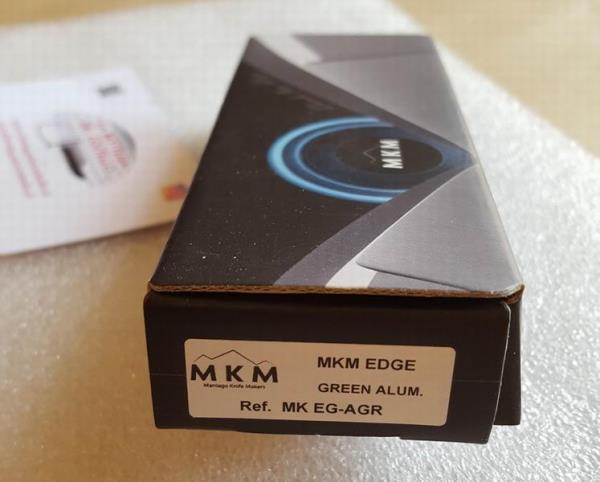 MKM
MKM
Maniago Knife Makers
MKM EDGE
GREEN ALUM.
Ref. MK EG-AGR